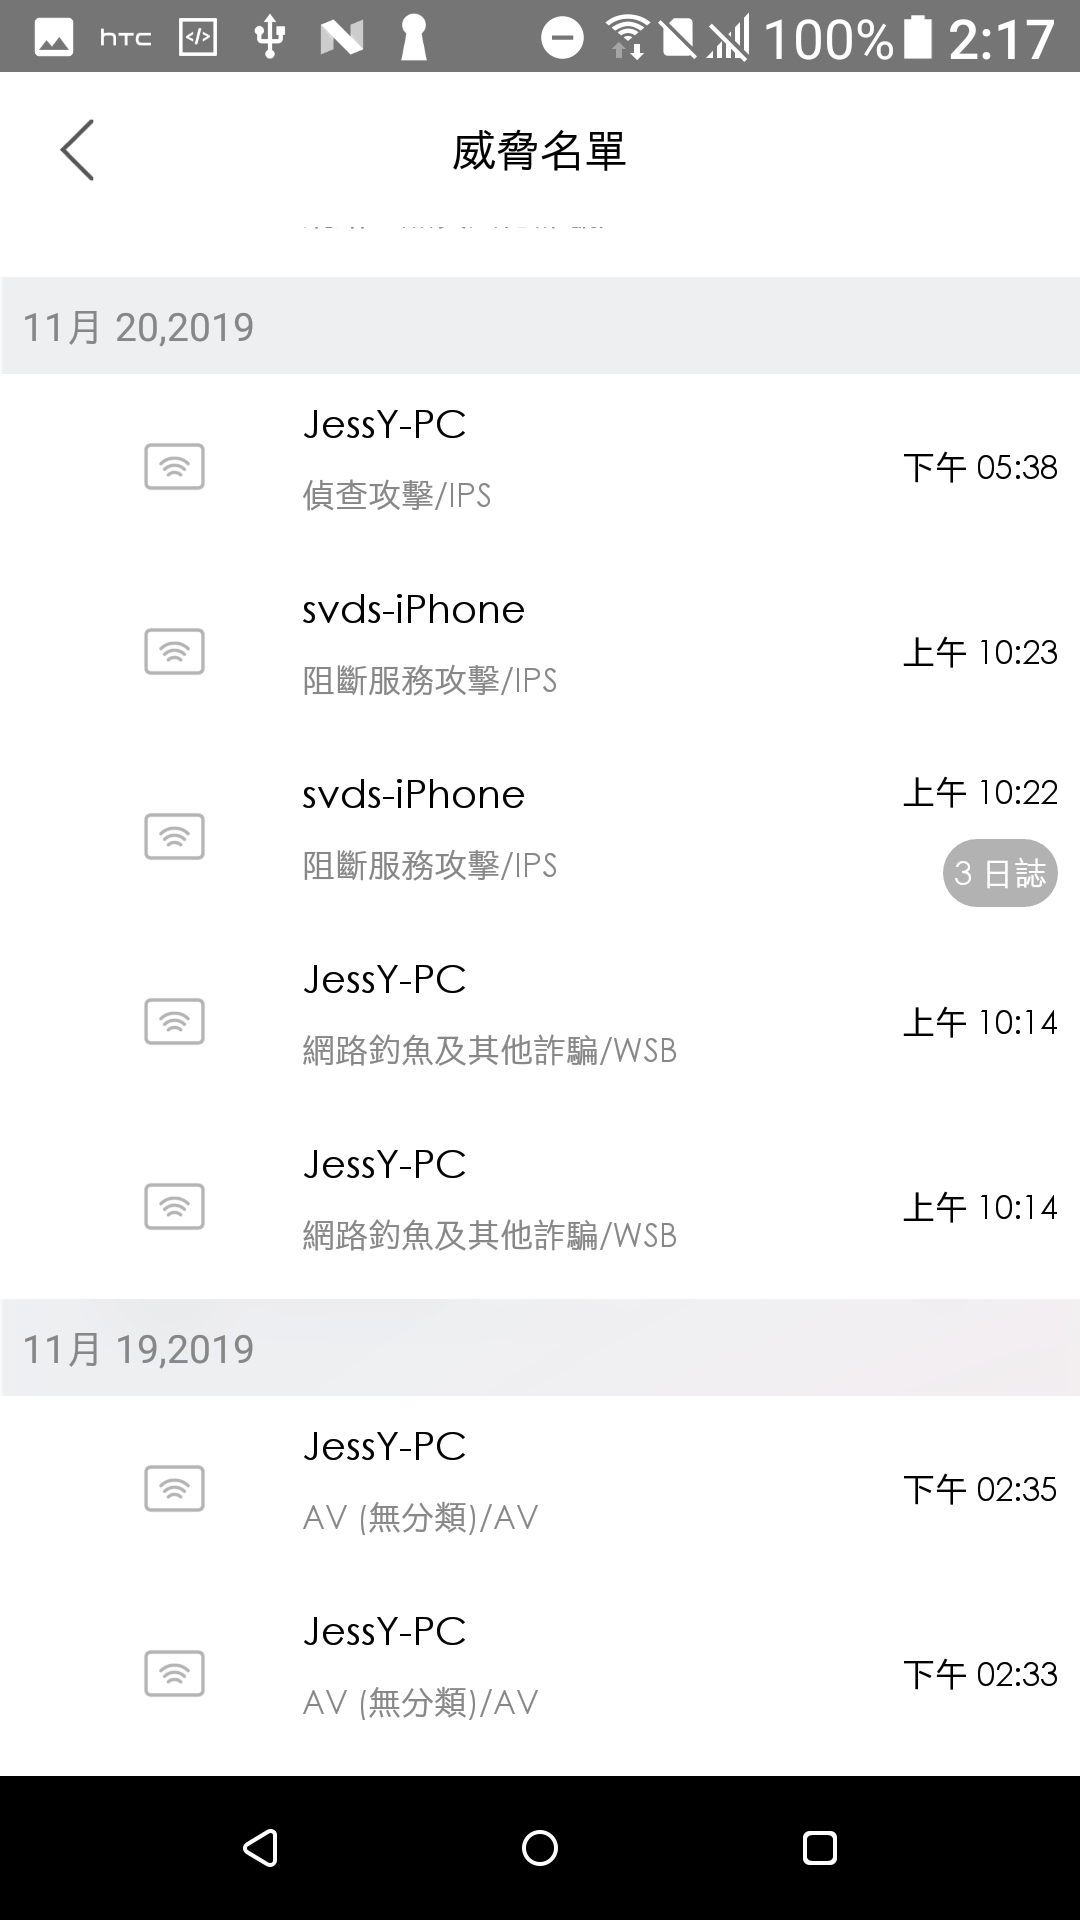 htc
100% 2:17
威脅名單
11月 20,2019
JessY-PC
偵查攻擊/IPS
下午 05:38
svds-iPhone
阻斷服務攻擊/IPS
上午 10:23
svds-iPhone
阻斷服務攻擊/IPS
上午 10:22
3 日誌
JessY-PC
網路釣魚及其他詐騙/WSB
上午 10:14
JessY-PC
網路釣魚及其他詐騙/WSB
上午 10:14
11月 19,2019
JessY-PC
AV (無分類)/AV
下午 02:35
JessY-PC
AV (無分類)/AV
下午 02:33